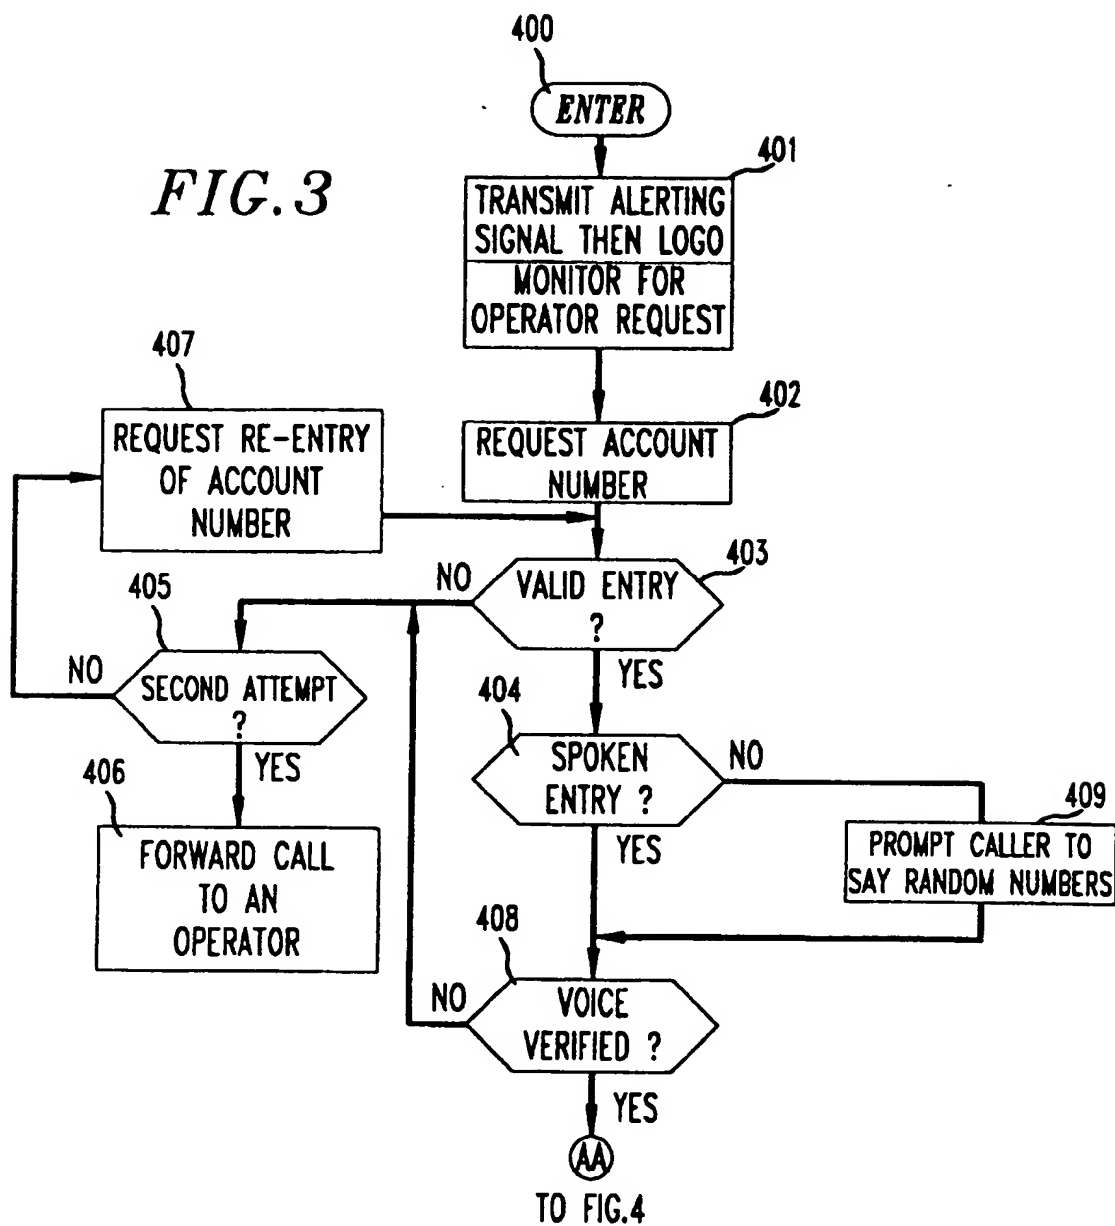 400
ENTER
FIG. 3
401
TRANSMIT ALERTING
SIGNAL THEN LOGO
MONITOR FOR
OPERATOR REQUEST
407
REQUEST RE-ENTRY
OF ACCOUNT
NUMBER
402
REQUEST ACCOUNT
NUMBER
403
VALID ENTRY
?
NO
YES
405
SECOND ATTEMPT
?
NO
YES
406
FORWARD CALL
TO AN
OPERATOR
404
SPOKEN
ENTRY ?
NO
YES
409
PROMPT CALLER TO
SAY RANDOM NUMBERS
408
VOICE
VERIFIED ?
NO
YES
AA
TO FIG.4